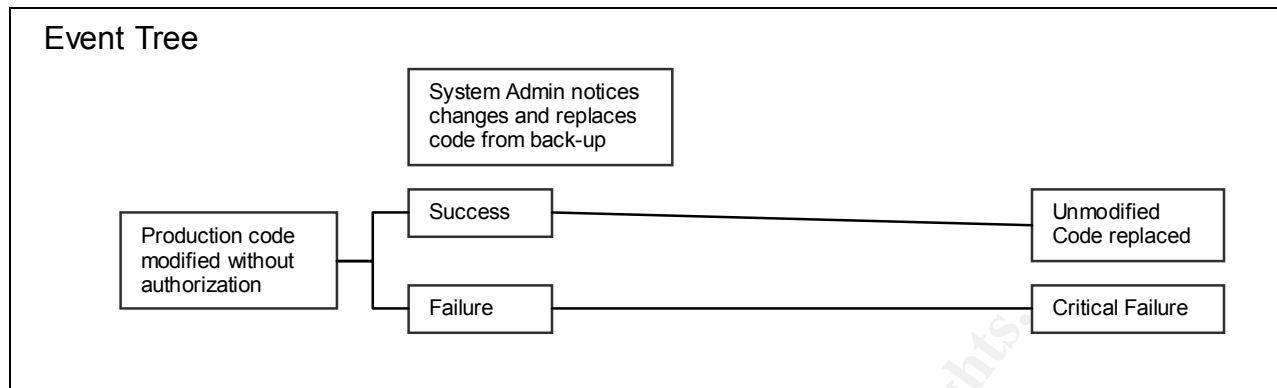 Event Tree
System Admin notices
changes and replaces
code from back-up
Success
Unmodified
Code replaced
Production code
modified without
authorization
Failure
Critical Failure